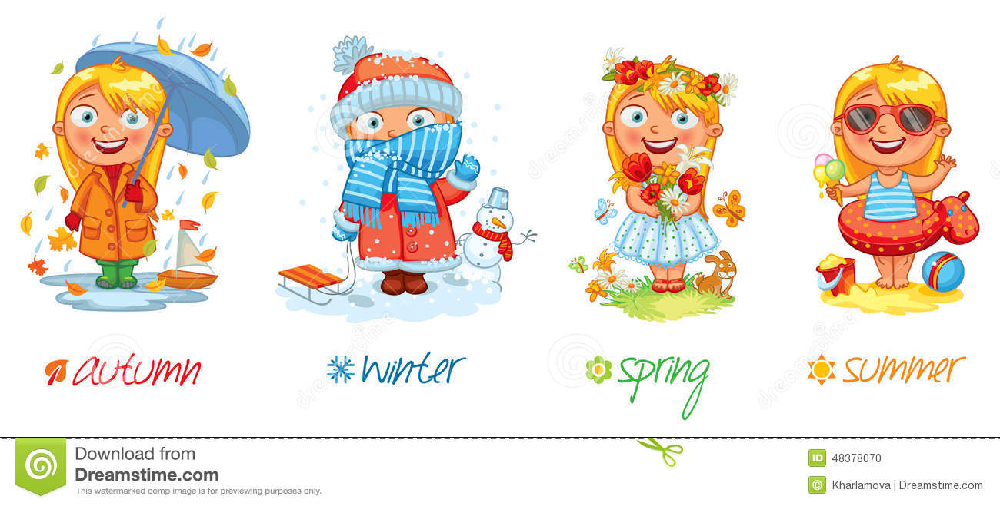 autumn
winter
spring
summer
Download from
Dreamstime.com
This watermarked comp image is for previewing purposes only.
ID 48378070
© Kharlamova | Dreamstime.com